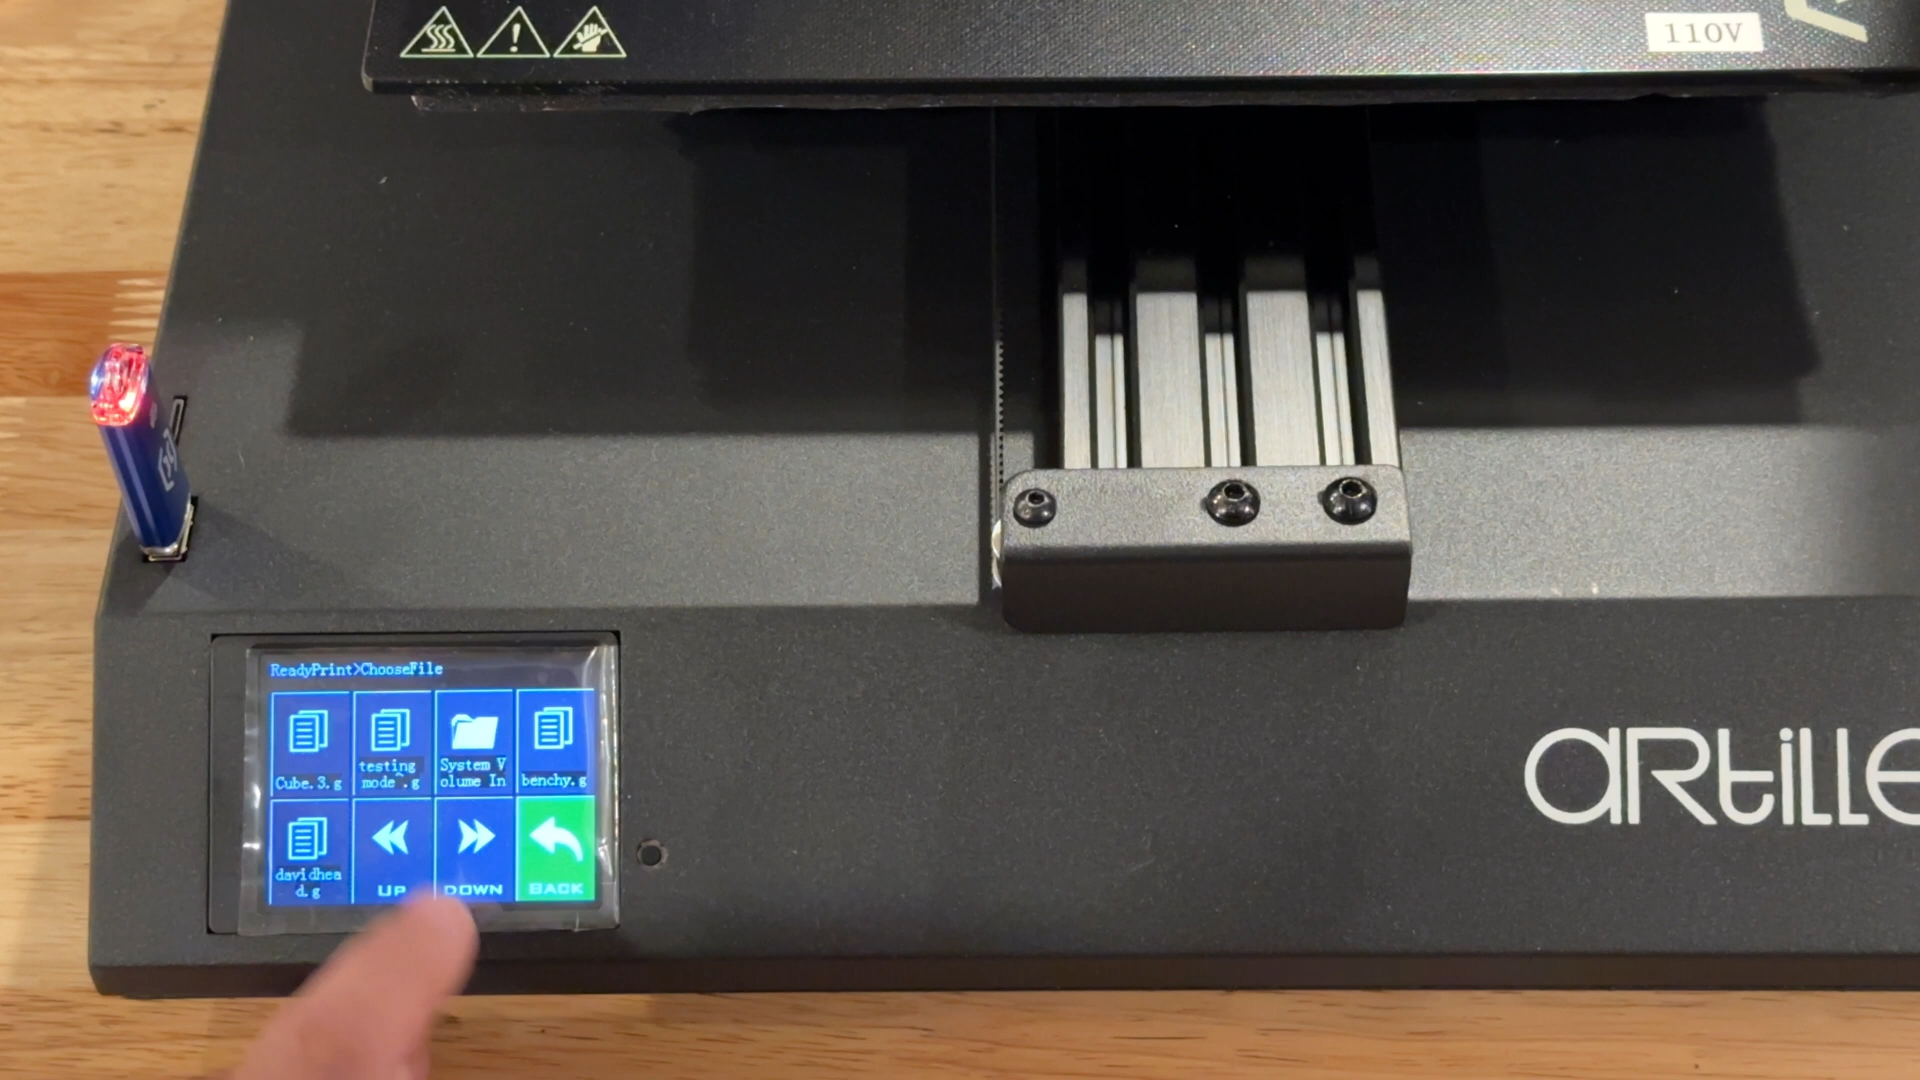 110V
ReadyPrint>ChooseFile
Cube.3.g
testing
mode~.g
System V
olume In
benchy.g
davidhea
d.g
UP
DOWN
BACK
artille